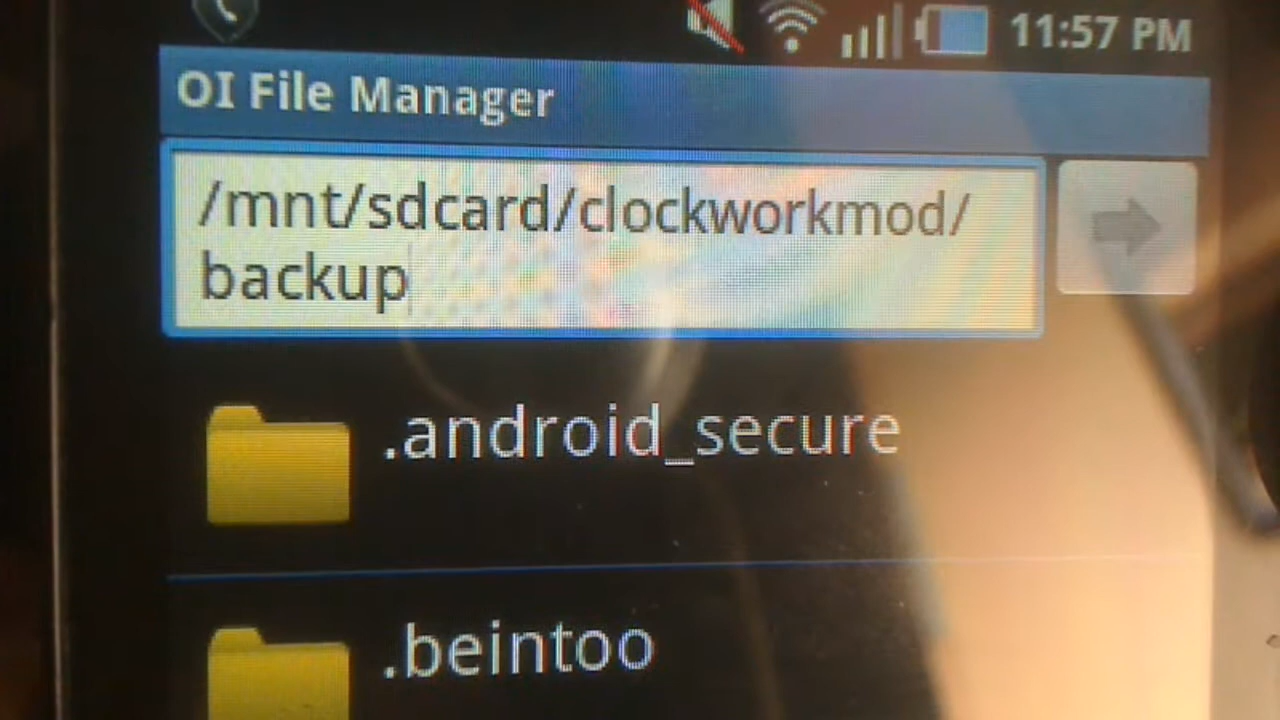 11:57 PM
OI File Manager
/mnt/sdcard/clockworkmod/
backup
.android_secure
.beintoo